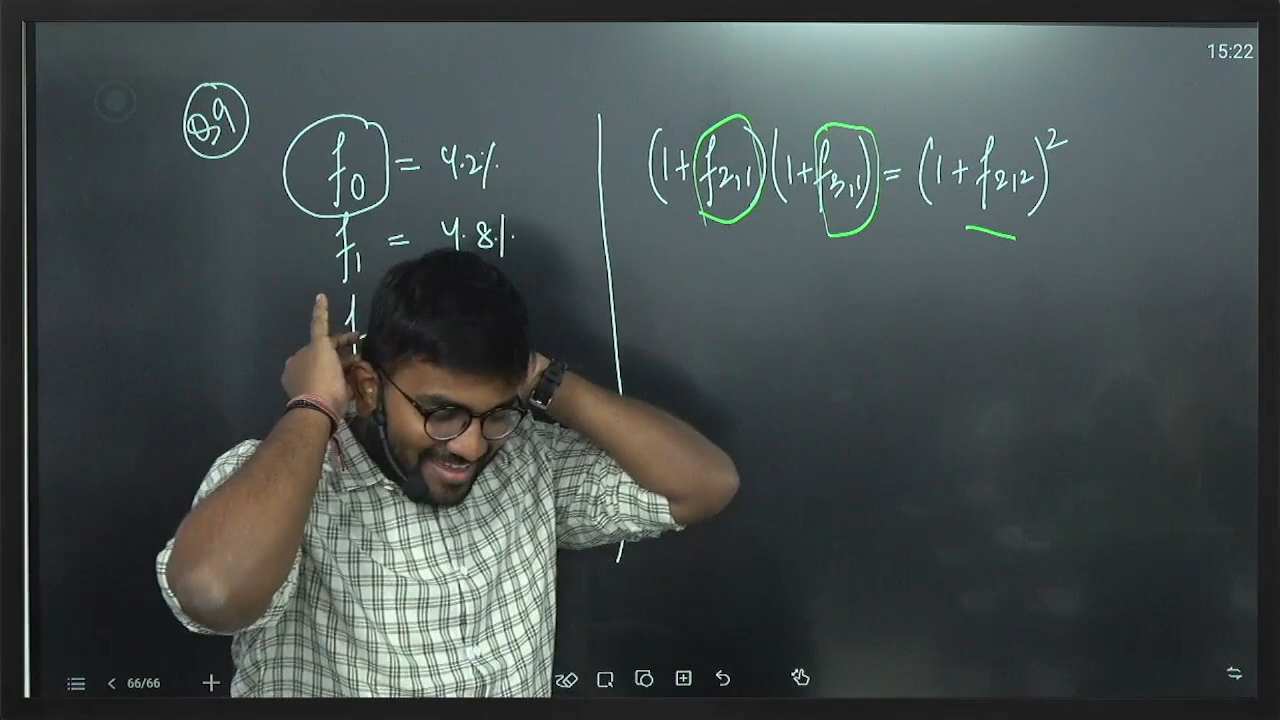 15:22
Q9
f0 = 4.2%
f1 = 4.8%
f
(1+f2,1)(1+f3,1) = (1+f2,2)²
66/66